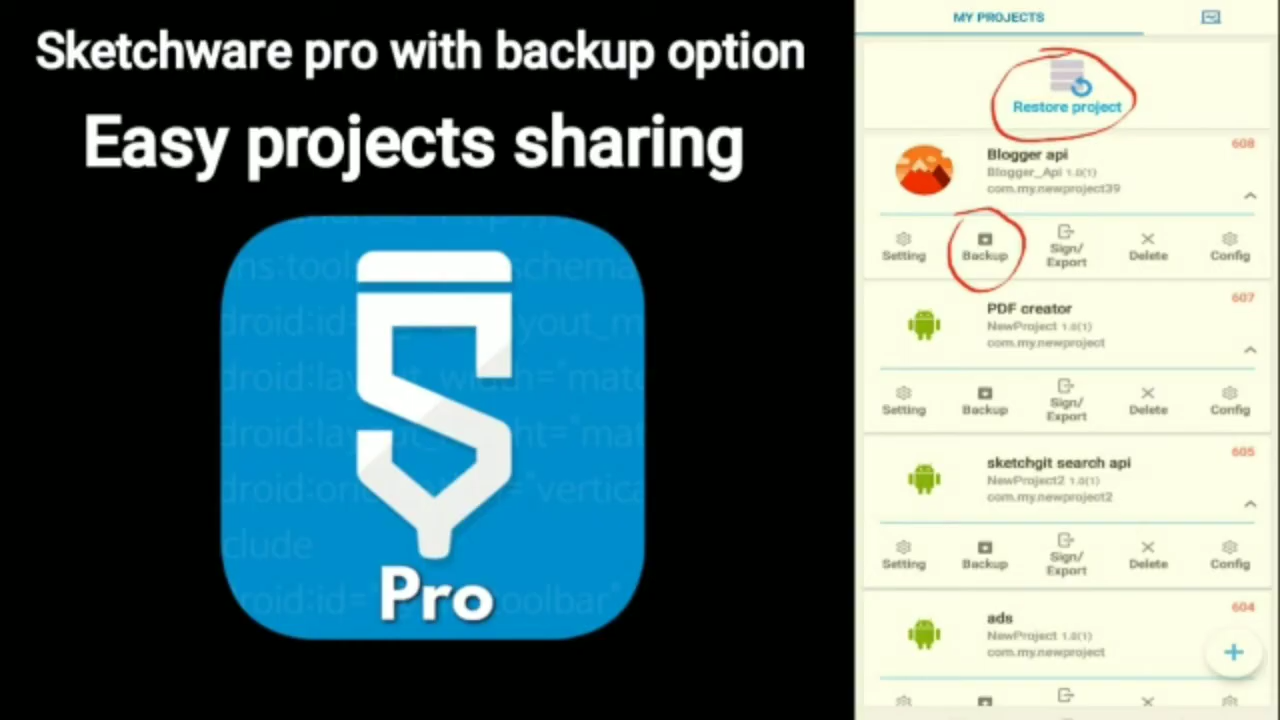 Sketchware pro with backup option
Easy projects sharing
Pro
MY PROJECTS
Restore project
608
Blogger api
Blogger_Api 1.0(1)
com.my.newproject39
Setting
Backup
Sign/
Export
Delete
Config
607
PDF creator
NewProject 1.0(1)
com.my.newproject
Setting
Backup
Sign/
Export
Delete
Config
605
sketchgit search api
NewProject2 1.0(1)
com.my.newproject2
Setting
Backup
Sign/
Export
Delete
Config
604
ads
NewProject 1.0(1)
com.my.newproject